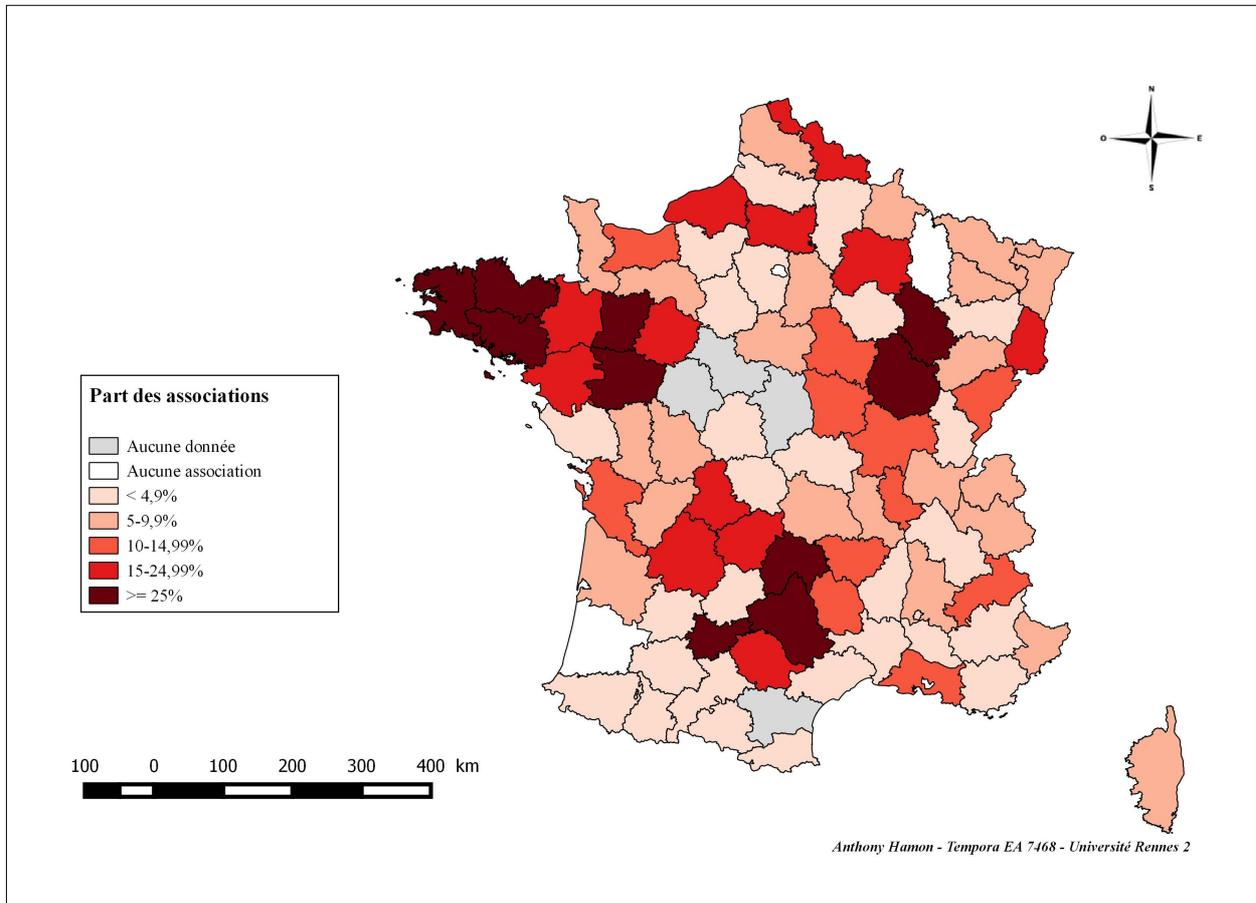 N
O
E
S
Part des associations
Aucune donnée
Aucune association
< 4,9%
5-9,9%
10-14,99%
15-24,99%
>= 25%
100 0 100 200 300 400 km
Anthony Hamon - Tempora EA 7468 - Université Rennes 2